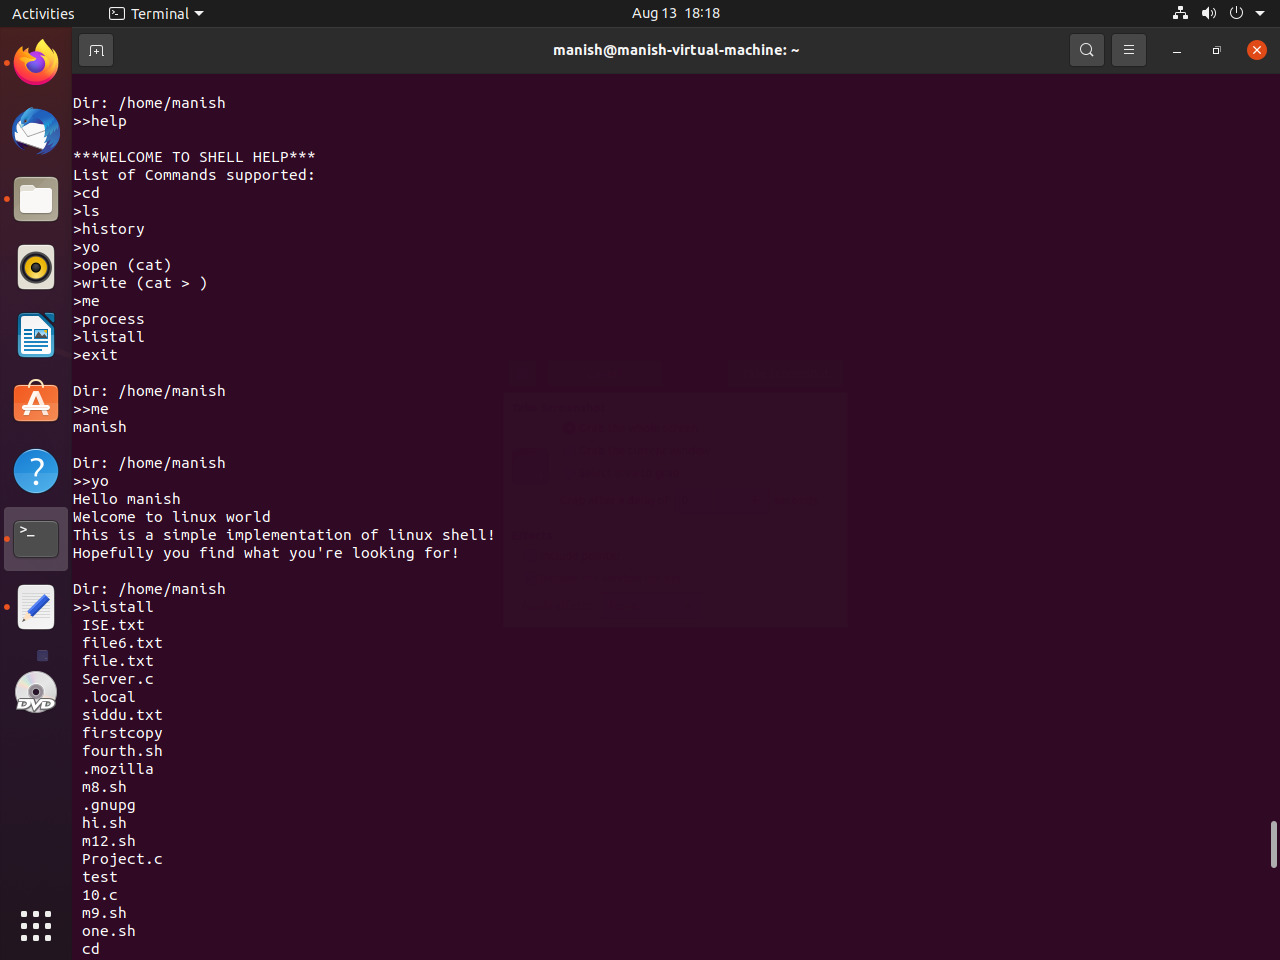 Activities
Terminal
Aug 13 18:18
manish@manish-virtual-machine: ~
Dir: /home/manish
>>help
***WELCOME TO SHELL HELP***
List of Commands supported:
>cd
>ls
>history
>yo
>open (cat)
>write (cat > )
>me
>process
>listall
>exit
Dir: /home/manish
>>me
manish
Dir: /home/manish
>>yo
Hello manish
Welcome to linux world
This is a simple implementation of linux shell!
Hopefully you find what you're looking for!
Dir: /home/manish
>>listall
ISE.txt
file6.txt
file.txt
Server.c
.local
siddu.txt
firstcopy
fourth.sh
.mozilla
m8.sh
.gnupg
hi.sh
m12.sh
Project.c
test
10.c
m9.sh
one.sh
cd
>_
DVD